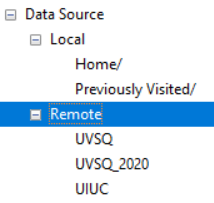 Data Source
Local
Home/
Previously Visited/
Remote
UVSQ
UVSQ_2020
UIUC